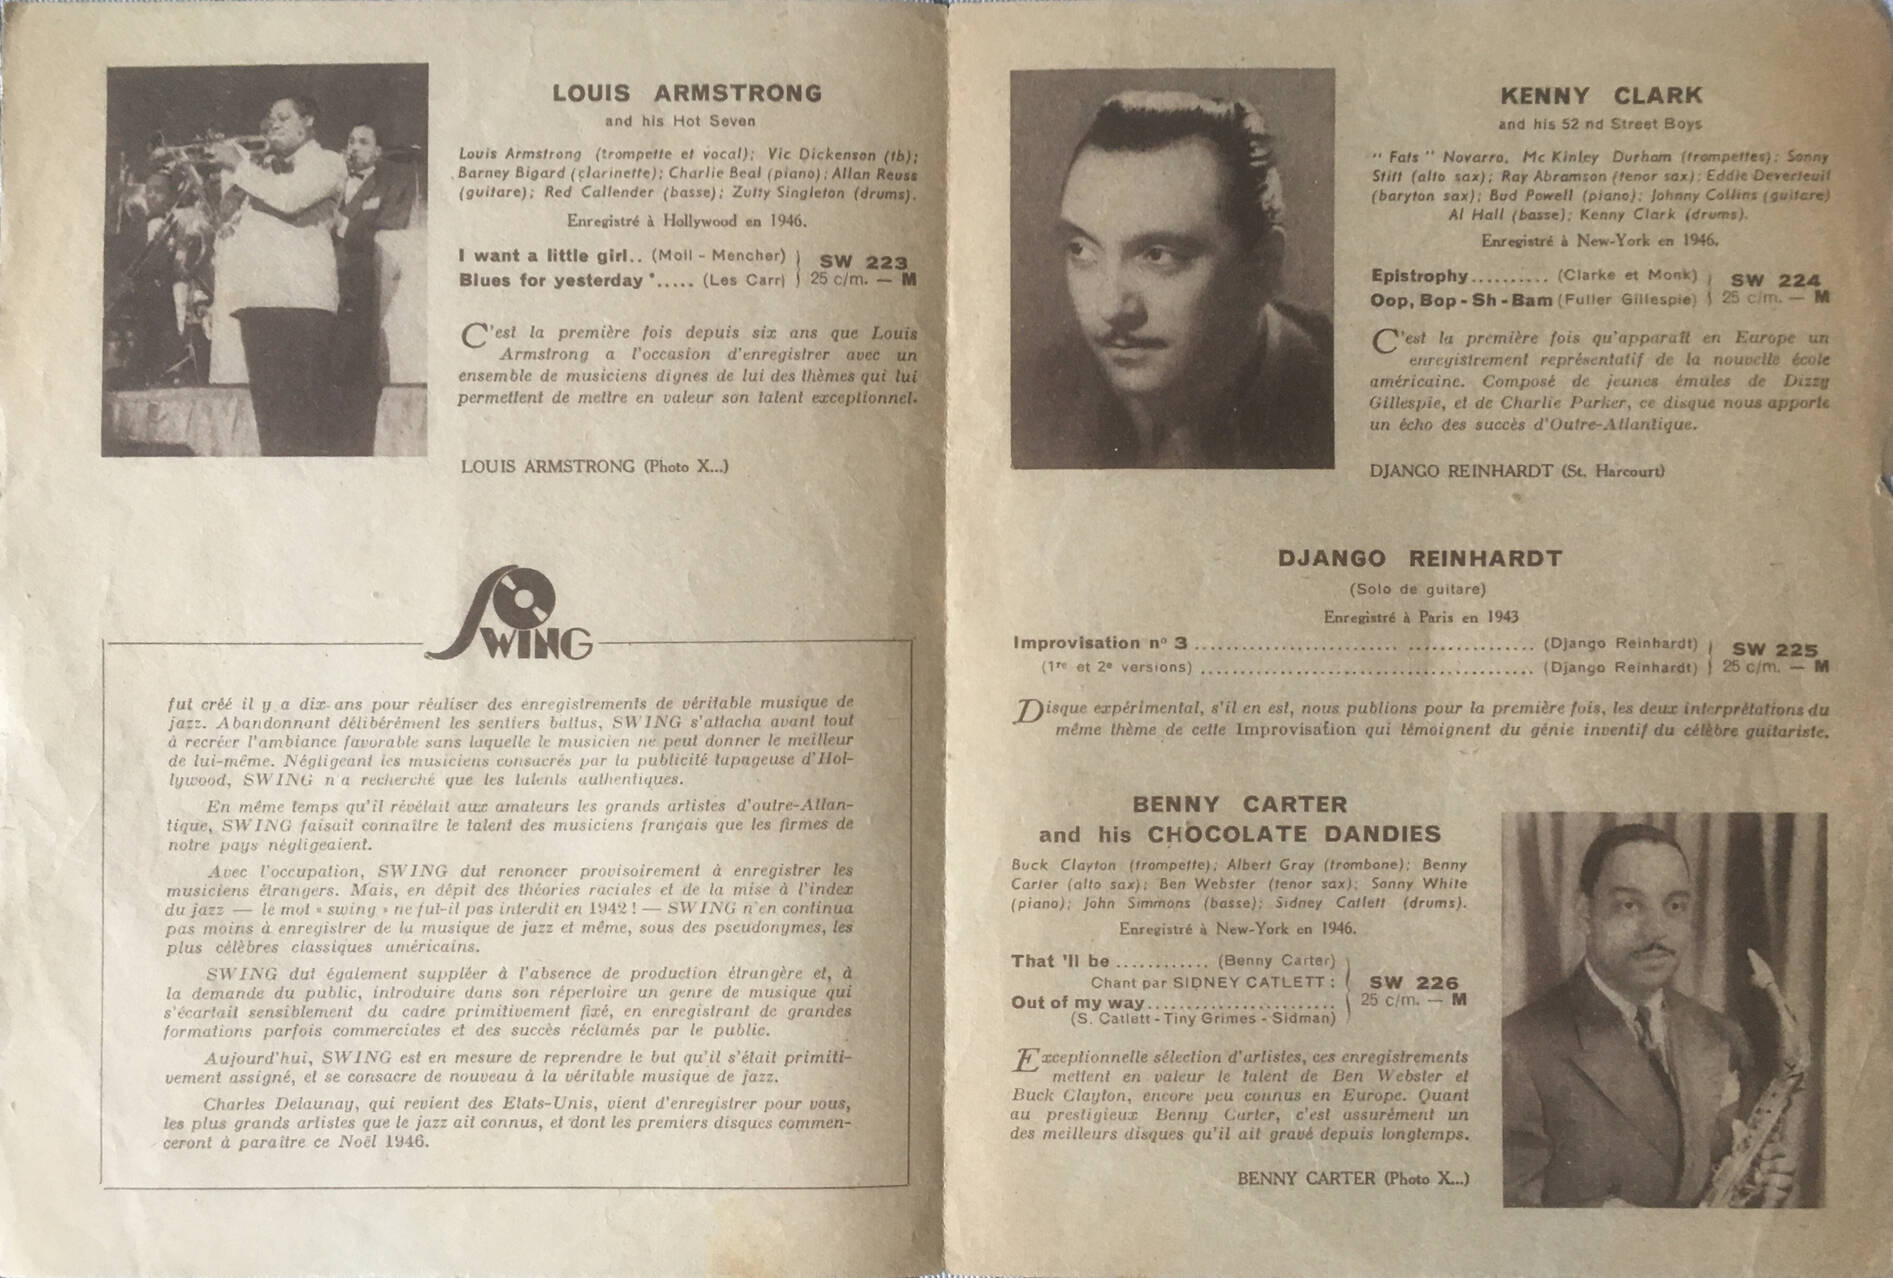 LOUIS ARMSTRONG
and his Hot Seven
Louis Armstrong (trompette et vocal); Vic Dickenson (tb);
Barney Bigard (clarinette); Charlie Beal (piano); Allan Reuss
(guitare); Red Callender (basse); Zutty Singleton (drums).
Enregistré à Hollywood en 1946.
I want a little girl.. (Moll - Mencher)
Blues for yesterday..... (Les Carr)
SW 223
25 c/m. — M
C'est la première fois depuis six ans que Louis
Armstrong a l'occasion d'enregistrer avec un
ensemble de musiciens dignes de lui des thèmes qui lui
permettent de mettre en valeur son talent exceptionnel.
LOUIS ARMSTRONG (Photo X...)
SWING
fut créé il y a dix ans pour réaliser des enregistrements de véritable musique de
jazz. Abandonnant délibérément les sentiers battus, SWING s'attacha avant tout
à recréer l'ambiance favorable sans laquelle le musicien ne peut donner le meilleur
de lui-même. Négligeant les musiciens consacrés par la publicité tapageuse d'Hol-
lywood, SWING n'a recherché que les talents authentiques.
En même temps qu'il révélait aux amateurs les grands artistes d'outre-Atlan-
tique, SWING faisait connaître le talent des musiciens français que les firmes de
notre pays négligeaient.
Avec l'occupation, SWING dut renoncer provisoirement à enregistrer les
musiciens étrangers. Mais, en dépit des théories raciales et de la mise à l'index
du jazz — le mot « swing » ne fut-il pas interdit en 1942 ! — SWING n'en continua
pas moins à enregistrer de la musique de jazz et même, sous des pseudonymes, les
plus célèbres classiques américains.
SWING dut également suppléer à l'absence de production étrangère et, à
la demande du public, introduire dans son répertoire un genre de musique qui
s'écartait sensiblement du cadre primitivement fixé, en enregistrant de grandes
formations parfois commerciales et des succès réclamés par le public.
Aujourd'hui, SWING est en mesure de reprendre le but qu'il s'était primiti-
vement assigné, et se consacre de nouveau à la véritable musique de jazz.
Charles Delaunay, qui revient des Etats-Unis, vient d'enregistrer pour vous,
les plus grands artistes que le jazz ait connus, et dont les premiers disques commen-
ceront à paraître ce Noël 1946.
KENNY CLARK
and his 52 nd Street Boys
" Fats " Novarro, Mc Kinley Durham (trompettes); Sonny
Stitt (alto sax); Ray Abramson (tenor sax); Eddie Deverteuil
(baryton sax); Bud Powell (piano); Johnny Collins (guitare)
Al Hall (basse); Kenny Clark (drums).
Enregistré à New-York en 1946.
Epistrophy.......... (Clarke et Monk)
Oop, Bop - Sh - Bam (Fuller Gillespie)
SW 224
25 c/m. — M
C'est la première fois qu'apparaît en Europe un
enregistrement représentatif de la nouvelle école
américaine. Composé de jeunes émules de Dizzy
Gillespie, et de Charlie Parker, ce disque nous apporte
un écho des succès d'Outre-Atlantique.
DJANGO REINHARDT (St. Harcourt)
DJANGO REINHARDT
(Solo de guitare)
Enregistré à Paris en 1943
Improvisation nº 3 ........................................ (Django Reinhardt)
(1re et 2e versions) ........................................ (Django Reinhardt)
SW 225
25 c/m. — M
Disque expérimental, s'il en est, nous publions pour la première fois, les deux interprétations du
même thème de cette Improvisation qui témoignent du génie inventif du célèbre guitariste.
BENNY CARTER
and his CHOCOLATE DANDIES
Buck Clayton (trompette); Albert Gray (trombone); Benny
Carter (alto sax); Ben Webster (tenor sax); Sonny White
(piano); John Simmons (basse); Sidney Catlett (drums).
Enregistré à New-York en 1946.
That 'll be ............ (Benny Carter)
Chant par SIDNEY CATLETT :
Out of my way........................
(S. Catlett - Tiny Grimes - Sidman)
SW 226
25 c/m. — M
Exceptionnelle sélection d'artistes, ces enregistrements
mettent en valeur le talent de Ben Webster et
Buck Clayton, encore peu connus en Europe. Quant
au prestigieux Benny Carter, c'est assurément un
des meilleurs disques qu'il ait gravé depuis longtemps.
BENNY CARTER (Photo X...)